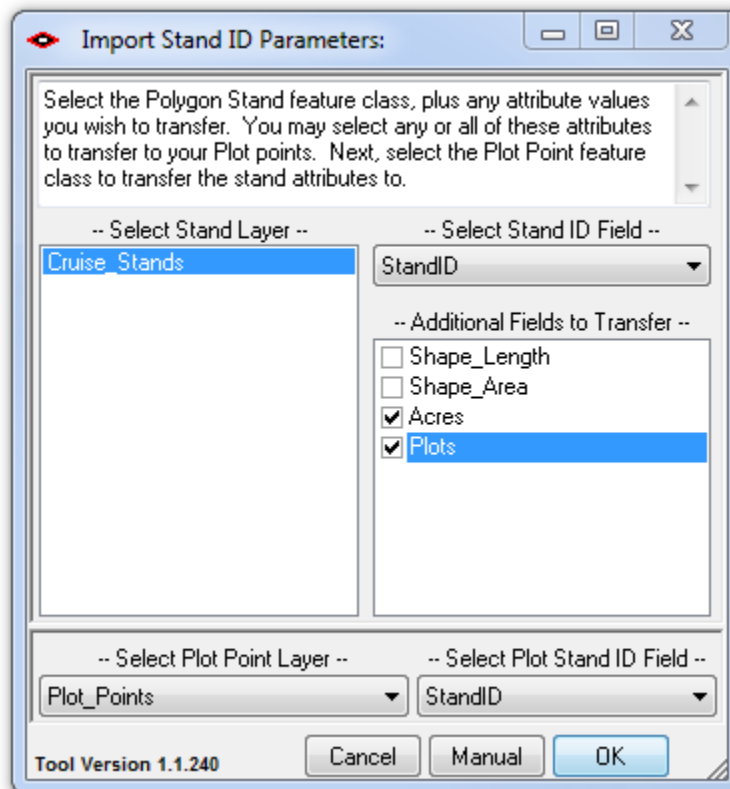 Import Stand ID Parameters:
Select the Polygon Stand feature class, plus any attribute values
you wish to transfer. You may select any or all of these attributes
to transfer to your Plot points. Next, select the Plot Point feature
class to transfer the stand attributes to.
-- Select Stand Layer --
Cruise_Stands
-- Select Stand ID Field --
StandID
-- Additional Fields to Transfer --
Shape_Length
Shape_Area
Acres
Plots
-- Select Plot Point Layer --
Plot_Points
-- Select Plot Stand ID Field --
StandID
Tool Version 1.1.240
Cancel
Manual
OK